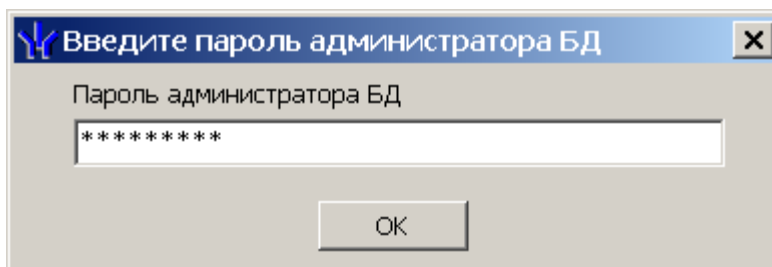 Введите пароль администратора БД
Пароль администратора БД
*********
OK